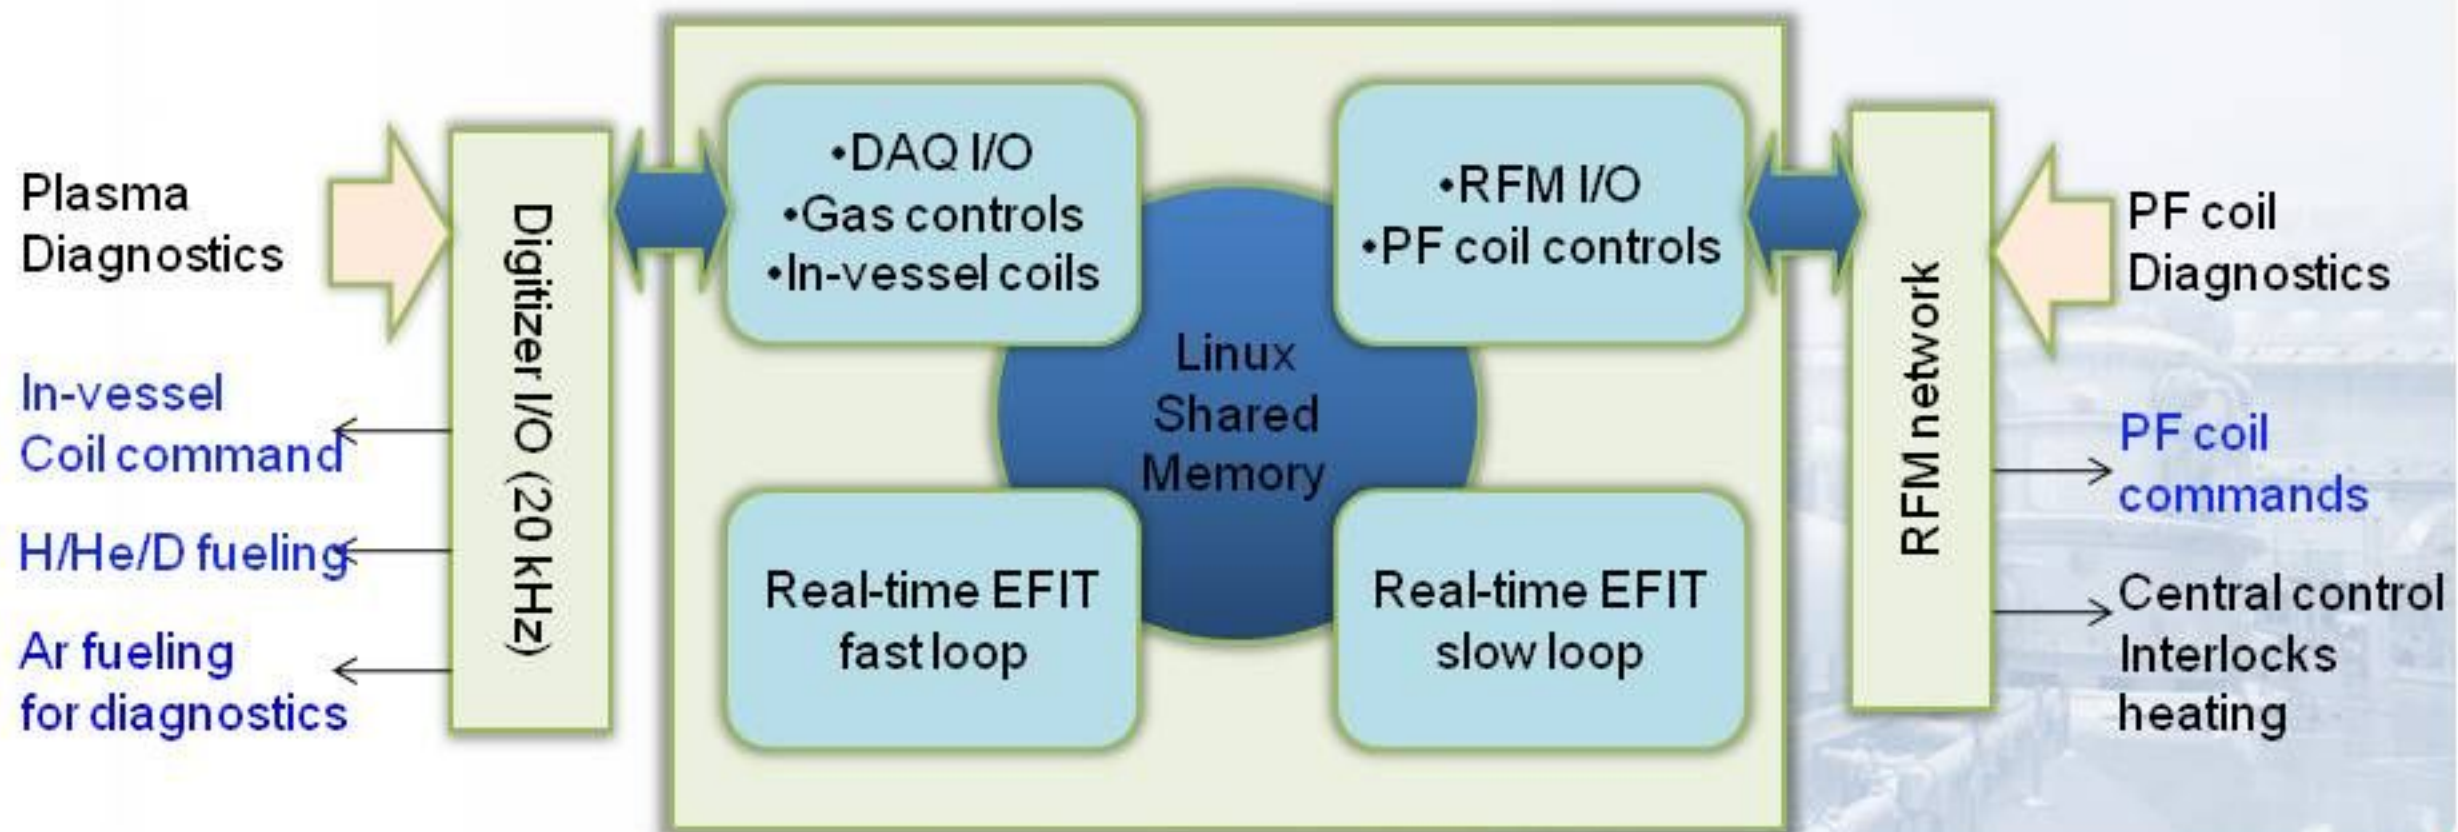 Plasma
Diagnostics
In-vessel
Coil command
H/He/D fueling
Ar fueling
for diagnostics
Digitizer I/O (20 kHz)
•DAQ I/O
•Gas controls
•In-vessel coils
•RFM I/O
•PF coil controls
Linux
Shared
Memory
Real-time EFIT
fast loop
Real-time EFIT
slow loop
RFM network
PF coil
Diagnostics
PF coil
commands
Central control
Interlocks
heating